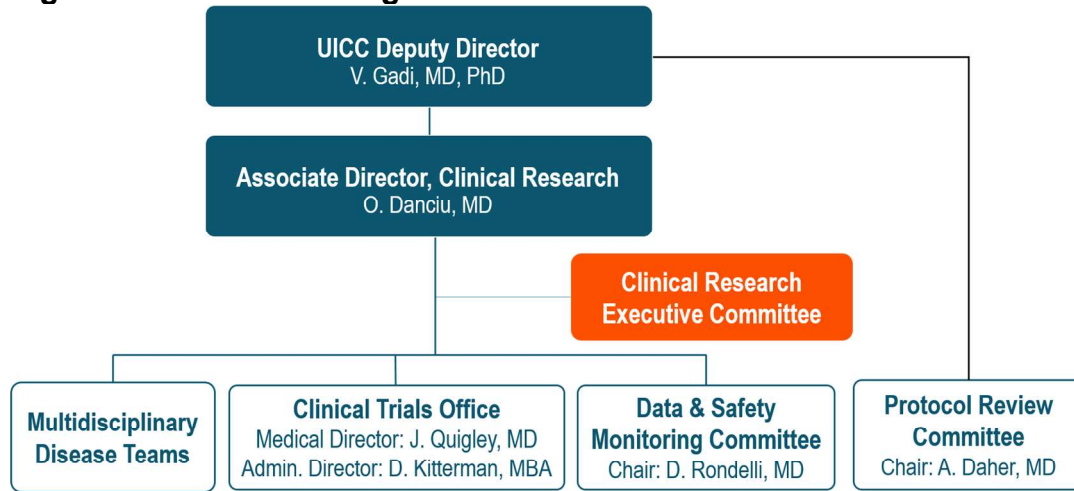 UICC Deputy Director
V. Gadi, MD, PhD
Associate Director, Clinical Research
O. Danciu, MD
Clinical Research
Executive Committee
Multidisciplinary
Disease Teams
Clinical Trials Office
Medical Director: J. Quigley, MD
Admin. Director: D. Kitterman, MBA
Data & Safety
Monitoring Committee
Chair: D. Rondelli, MD
Protocol Review
Committee
Chair: A. Daher, MD